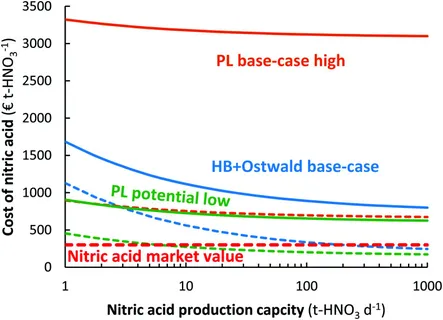 3500
3000
2500
2000
1500
1000
500
0
Cost of nitric acid (€ t-HNO3-1)
PL base-case high
HB+Ostwald base-case
PL potential low
Nitric acid market value
1 10 100 1000
Nitric acid production capcity (t-HNO3 d-1)